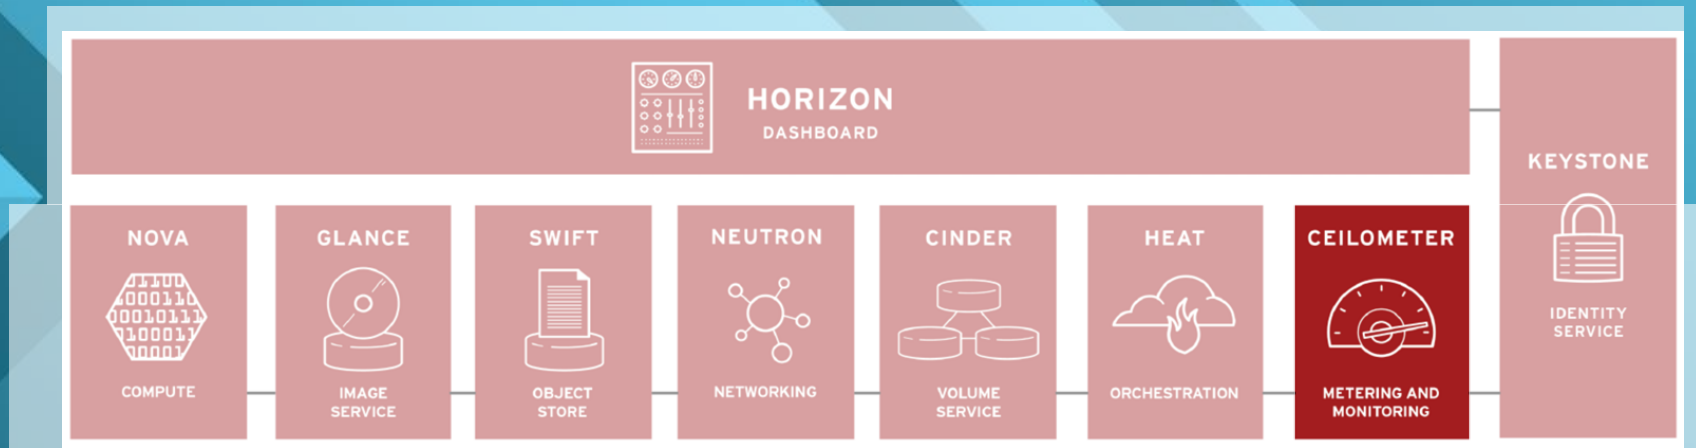 HORIZON
DASHBOARD
KEYSTONE
IDENTITY
SERVICE
NOVA
COMPUTE
GLANCE
IMAGE
SERVICE
SWIFT
OBJECT
STORE
NEUTRON
NETWORKING
CINDER
VOLUME
SERVICE
HEAT
ORCHESTRATION
CEILOMETER
METERING AND
MONITORING